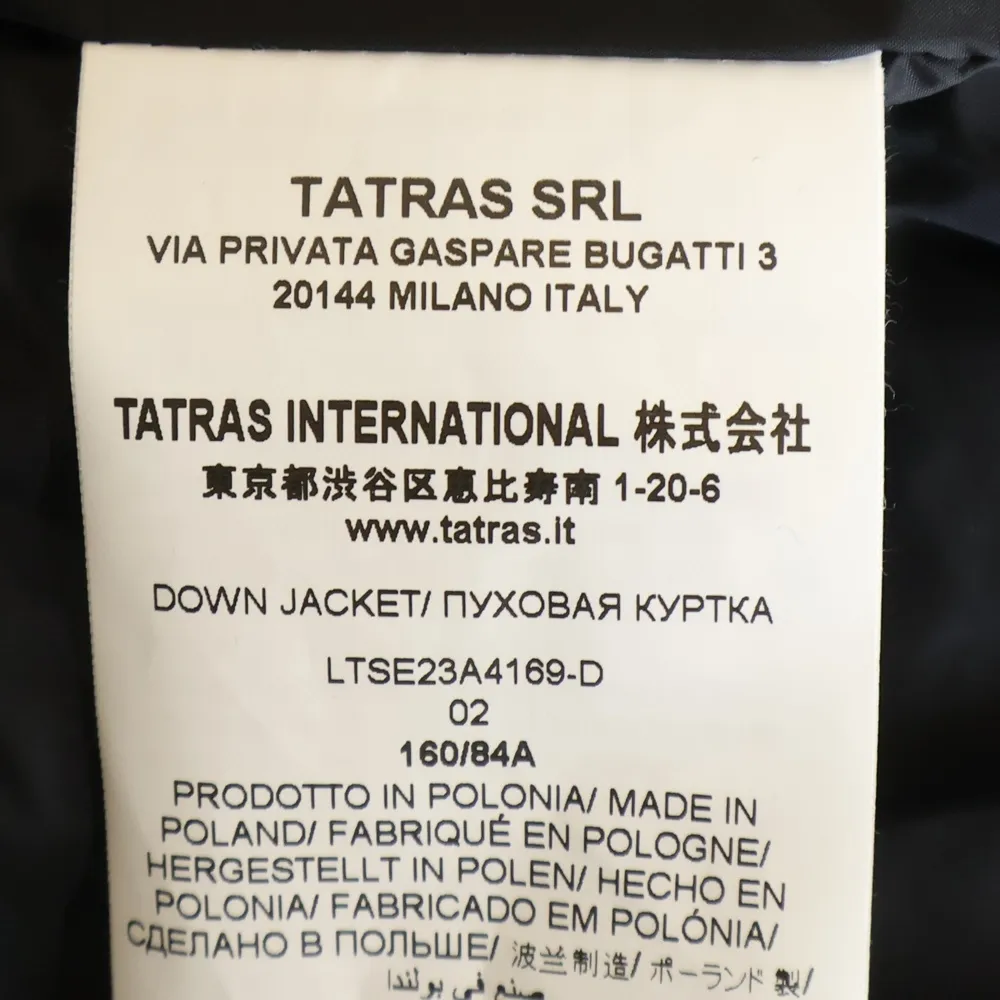 TATRAS SRL
VIA PRIVATA GASPARE BUGATTI 3
20144 MILANO ITALY
TATRAS INTERNATIONAL 株式会社
東京都渋谷区恵比寿南 1-20-6
www.tatras.it
DOWN JACKET/ ПУХОВАЯ КУРТКА
LTSE23A4169-D
02
160/84A
PRODOTTO IN POLONIA/ MADE IN
POLAND/ FABRIQUÉ EN POLOGNE/
HERGESTELLT IN POLEN/ HECHO EN
POLONIA/ FABRICADO EM POLÓNIA/
СДЕЛАНО В ПОЛЬШЕ/ 波兰制造/ ポーランド 製/
صنع في بولندا